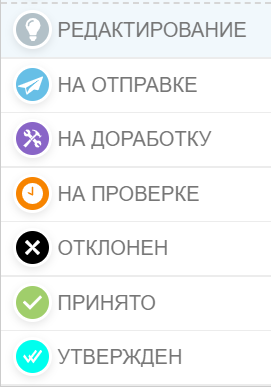 РЕДАКТИРОВАНИЕ
НА ОТПРАВКЕ
НА ДОРАБОТКУ
НА ПРОВЕРКЕ
ОТКЛОНЕН
ПРИНЯТО
УТВЕРЖДЕН